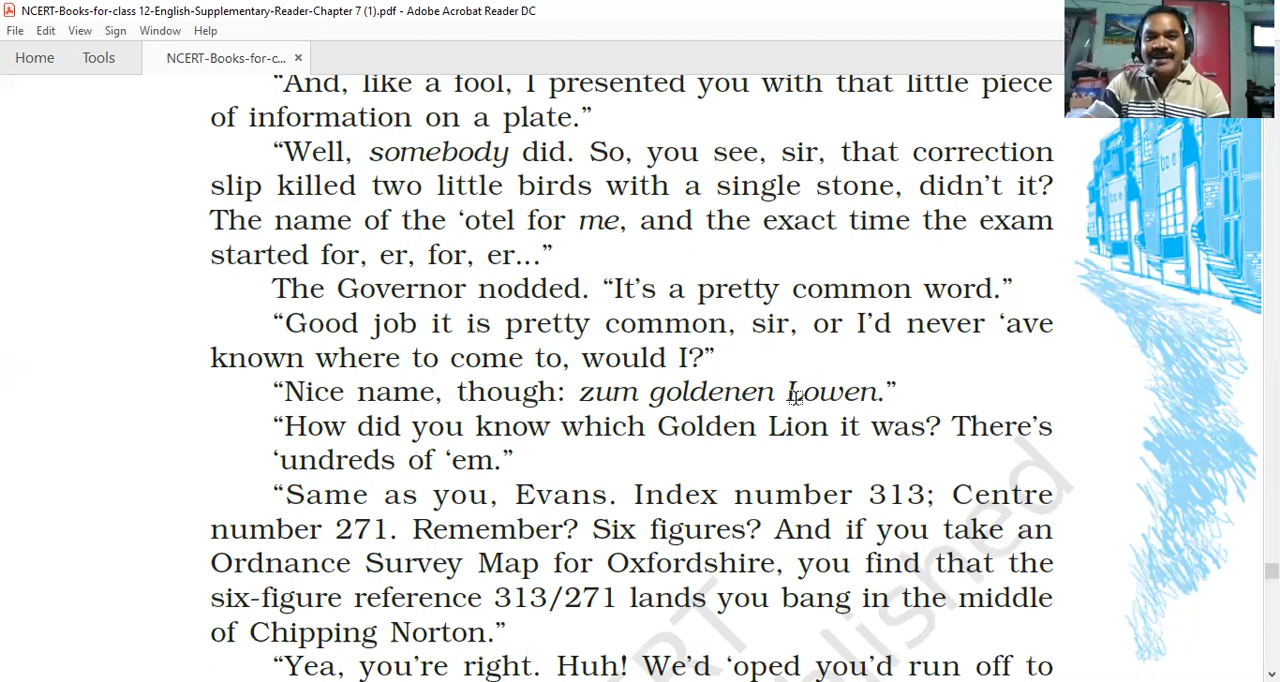 NCERT-Books-for-class 12-English-Supplementary-Reader-Chapter 7 (1).pdf - Adobe Acrobat Reader DC
File Edit View Sign Window Help
Home Tools NCERT-Books-for-c... ×
“And, like a fool, I presented you with that little piece
of information on a plate.”
“Well, somebody did. So, you see, sir, that correction
slip killed two little birds with a single stone, didn’t it?
The name of the ‘otel for me, and the exact time the exam
started for, er, for, er...”
The Governor nodded. “It’s a pretty common word.”
“Good job it is pretty common, sir, or I’d never ‘ave
known where to come to, would I?”
“Nice name, though: zum goldenen Lowen.”
“How did you know which Golden Lion it was? There’s
‘undreds of ‘em.”
“Same as you, Evans. Index number 313; Centre
number 271. Remember? Six figures? And if you take an
Ordnance Survey Map for Oxfordshire, you find that the
six-figure reference 313/271 lands you bang in the middle
of Chipping Norton.”
“Yea, you’re right. Huh! We’d ‘oped you’d run off to